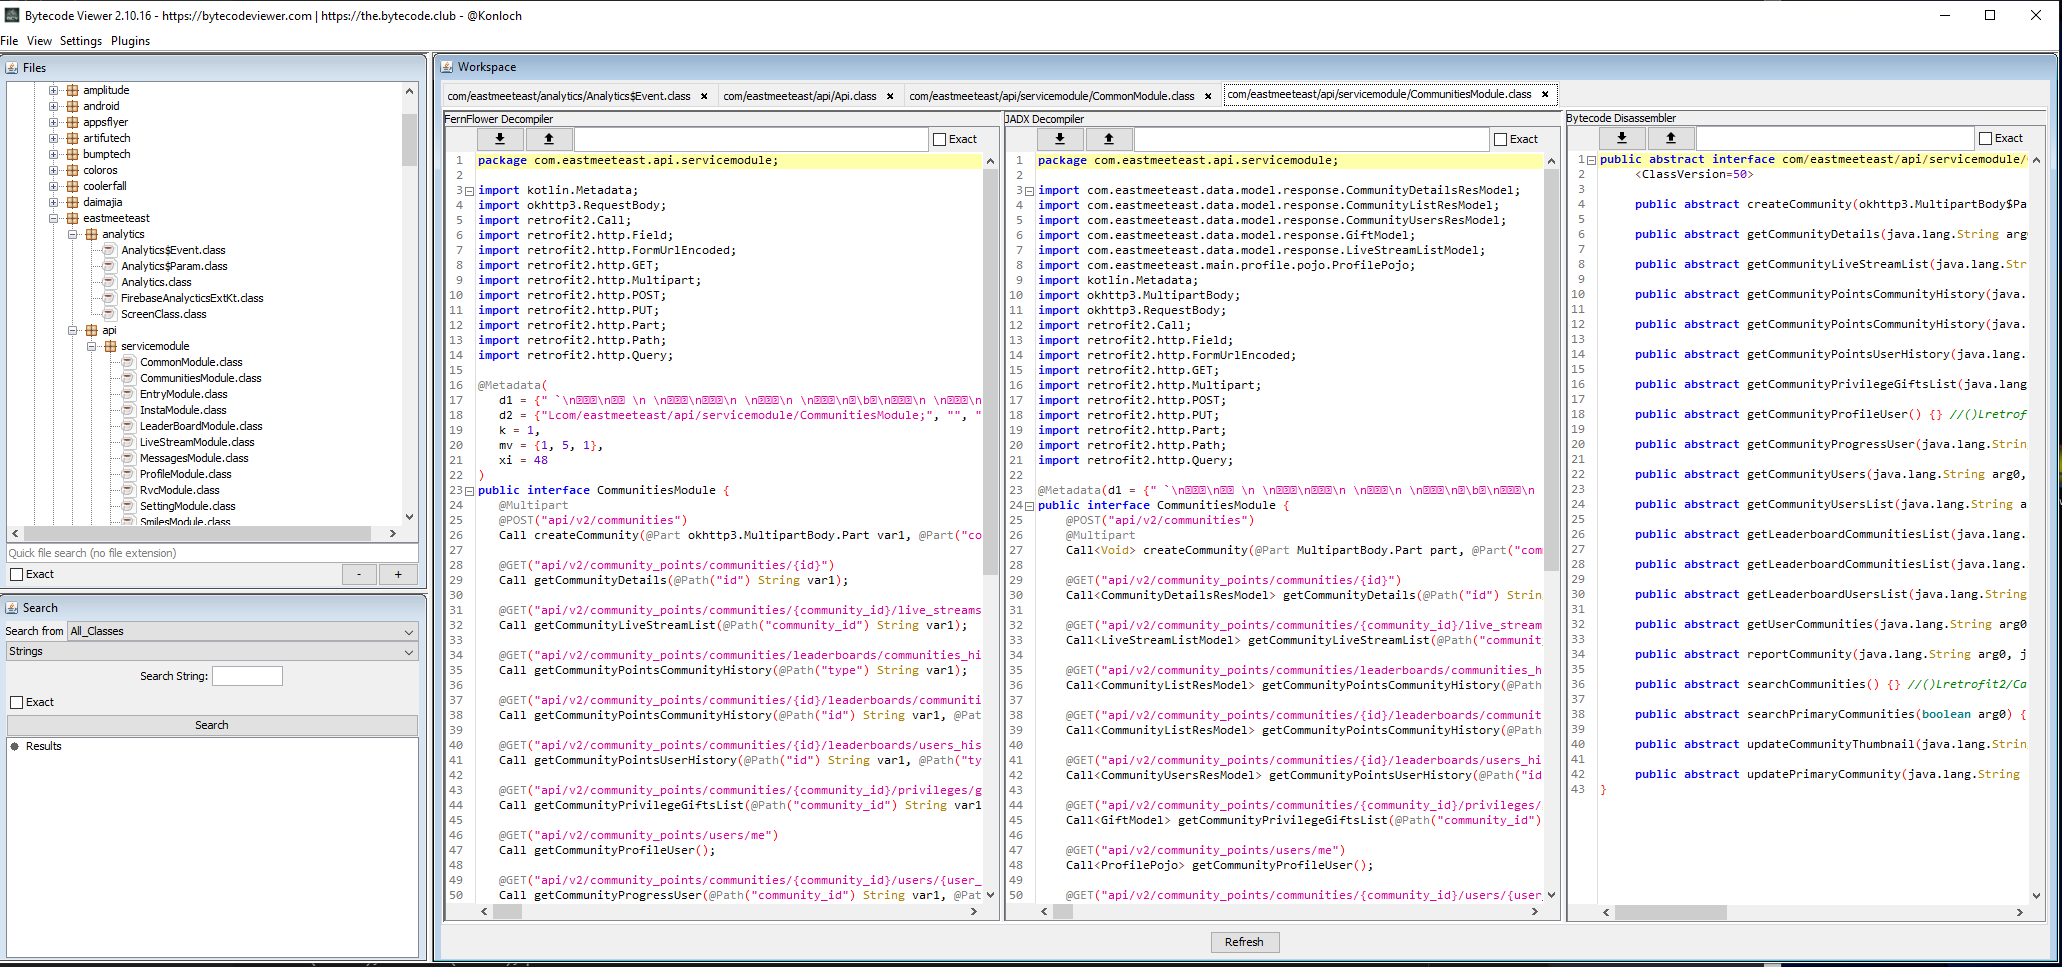 Bytecode Viewer 2.10.16 - https://bytecodeviewer.com | https://the.bytecode.club - @Konloch
File View Settings Plugins
Files
amplitude
android
appsflyer
artifutech
bumptech
coloros
coolerfall
daimajia
eastmeeteast
analytics
Analytics$Event.class
Analytics$Param.class
Analytics.class
FirebaseAnalycticsExtKt.class
ScreenClass.class
api
servicemodule
CommonModule.class
CommunitiesModule.class
EntryModule.class
InstaModule.class
LeaderBoardModule.class
LiveStreamModule.class
MessagesModule.class
ProfileModule.class
RvcModule.class
SettingModule.class
SmilesModule.class
Quick file search (no file extension)
Exact - +
Search
Search from All_Classes
Strings
Search String:
Exact
Search
Results
Workspace
com/eastmeeteast/analytics/Analytics$Event.class × com/eastmeeteast/api/Api.class × com/eastmeeteast/api/servicemodule/CommonModule.class × com/eastmeeteast/api/servicemodule/CommunitiesModule.class ×
FernFlower Decompiler
Exact
1 package com.eastmeeteast.api.servicemodule;
2
3 import kotlin.Metadata;
4 import okhttp3.RequestBody;
5 import retrofit2.Call;
6 import retrofit2.http.Field;
7 import retrofit2.http.FormUrlEncoded;
8 import retrofit2.http.GET;
9 import retrofit2.http.Multipart;
10 import retrofit2.http.POST;
11 import retrofit2.http.PUT;
12 import retrofit2.http.Part;
13 import retrofit2.http.Path;
14 import retrofit2.http.Query;
15
16 @Metadata(
17 d1 = {" `\n
18 d2 = {"Lcom/eastmeeteast/api/servicemodule/CommunitiesModule;", "", "
19 k = 1,
20 mv = {1, 5, 1},
21 xi = 48
22 )
23 public interface CommunitiesModule {
24 @Multipart
25 @POST("api/v2/communities")
26 Call createCommunity(@Part okhttp3.MultipartBody.Part var1, @Part("co
27
28 @GET("api/v2/community_points/communities/{id}")
29 Call getCommunityDetails(@Path("id") String var1);
30
31 @GET("api/v2/community_points/communities/{community_id}/live_streams
32 Call getCommunityLiveStreamList(@Path("community_id") String var1);
33
34 @GET("api/v2/community_points/communities/leaderboards/communities_hi
35 Call getCommunityPointsCommunityHistory(@Path("type") String var1);
36
37 @GET("api/v2/community_points/communities/{id}/leaderboards/communiti
38 Call getCommunityPointsCommunityHistory(@Path("id") String var1, @Pat
39
40 @GET("api/v2/community_points/communities/{id}/leaderboards/users_his
41 Call getCommunityPointsUserHistory(@Path("id") String var1, @Path("ty
42
43 @GET("api/v2/community_points/communities/{community_id}/privileges/g
44 Call getCommunityPrivilegeGiftsList(@Path("community_id") String var1
45
46 @GET("api/v2/community_points/users/me")
47 Call getCommunityProfileUser();
48
49 @GET("api/v2/community_points/communities/{community_id}/users/{user_
50 Call getCommunityProgressUser(@Path("community_id") String var1, @Pat
JADX Decompiler
Exact
1 package com.eastmeeteast.api.servicemodule;
2
3 import com.eastmeeteast.data.model.response.CommunityDetailsResModel;
4 import com.eastmeeteast.data.model.response.CommunityListResModel;
5 import com.eastmeeteast.data.model.response.CommunityUsersResModel;
6 import com.eastmeeteast.data.model.response.GiftModel;
7 import com.eastmeeteast.data.model.response.LiveStreamListModel;
8 import com.eastmeeteast.main.profile.pojo.ProfilePojo;
9 import kotlin.Metadata;
10 import okhttp3.MultipartBody;
11 import okhttp3.RequestBody;
12 import retrofit2.Call;
13 import retrofit2.http.Field;
14 import retrofit2.http.FormUrlEncoded;
15 import retrofit2.http.GET;
16 import retrofit2.http.Multipart;
17 import retrofit2.http.POST;
18 import retrofit2.http.PUT;
19 import retrofit2.http.Part;
20 import retrofit2.http.Path;
21 import retrofit2.http.Query;
22
23 @Metadata(d1 = {" `\n
24 public interface CommunitiesModule {
25 @POST("api/v2/communities")
26 @Multipart
27 Call<Void> createCommunity(@Part MultipartBody.Part part, @Part("com
28
29 @GET("api/v2/community_points/communities/{id}")
30 Call<CommunityDetailsResModel> getCommunityDetails(@Path("id") Strin
31
32 @GET("api/v2/community_points/communities/{community_id}/live_stream
33 Call<LiveStreamListModel> getCommunityLiveStreamList(@Path("communit
34
35 @GET("api/v2/community_points/communities/leaderboards/communities_h
36 Call<CommunityListResModel> getCommunityPointsCommunityHistory(@Path
37
38 @GET("api/v2/community_points/communities/{id}/leaderboards/communit
39 Call<CommunityListResModel> getCommunityPointsCommunityHistory(@Path
40
41 @GET("api/v2/community_points/communities/{id}/leaderboards/users_hi
42 Call<CommunityUsersResModel> getCommunityPointsUserHistory(@Path("id
43
44 @GET("api/v2/community_points/communities/{community_id}/privileges/
45 Call<GiftModel> getCommunityPrivilegeGiftsList(@Path("community_id")
46
47 @GET("api/v2/community_points/users/me")
48 Call<ProfilePojo> getCommunityProfileUser();
49
50 @GET("api/v2/community_points/communities/{community_id}/users/{user
Bytecode Disassembler
Exact
1 public abstract interface com/eastmeeteast/api/servicemodule/
2 <ClassVersion=50>
3
4 public abstract createCommunity(okhttp3.MultipartBody$Pa
5
6 public abstract getCommunityDetails(java.lang.String arg
7
8 public abstract getCommunityLiveStreamList(java.lang.Str
9
10 public abstract getCommunityPointsCommunityHistory(java.
11
12 public abstract getCommunityPointsCommunityHistory(java.
13
14 public abstract getCommunityPointsUserHistory(java.lang.
15
16 public abstract getCommunityPrivilegeGiftsList(java.lang
17
18 public abstract getCommunityProfileUser() {} //()Lretrof
19
20 public abstract getCommunityProgressUser(java.lang.Strin
21
22 public abstract getCommunityUsers(java.lang.String arg0,
23
24 public abstract getCommunityUsersList(java.lang.String a
25
26 public abstract getLeaderboardCommunitiesList(java.lang.
27
28 public abstract getLeaderboardCommunitiesList(java.lang.
29
30 public abstract getLeaderboardUsersList(java.lang.String
31
32 public abstract getUserCommunities(java.lang.String arg0
33
34 public abstract reportCommunity(java.lang.String arg0, j
35
36 public abstract searchCommunities() {} //()Lretrofit2/Ca
37
38 public abstract searchPrimaryCommunities(boolean arg0) {
39
40 public abstract updateCommunityThumbnail(java.lang.Strin
41
42 public abstract updatePrimaryCommunity(java.lang.String
43 }
Refresh